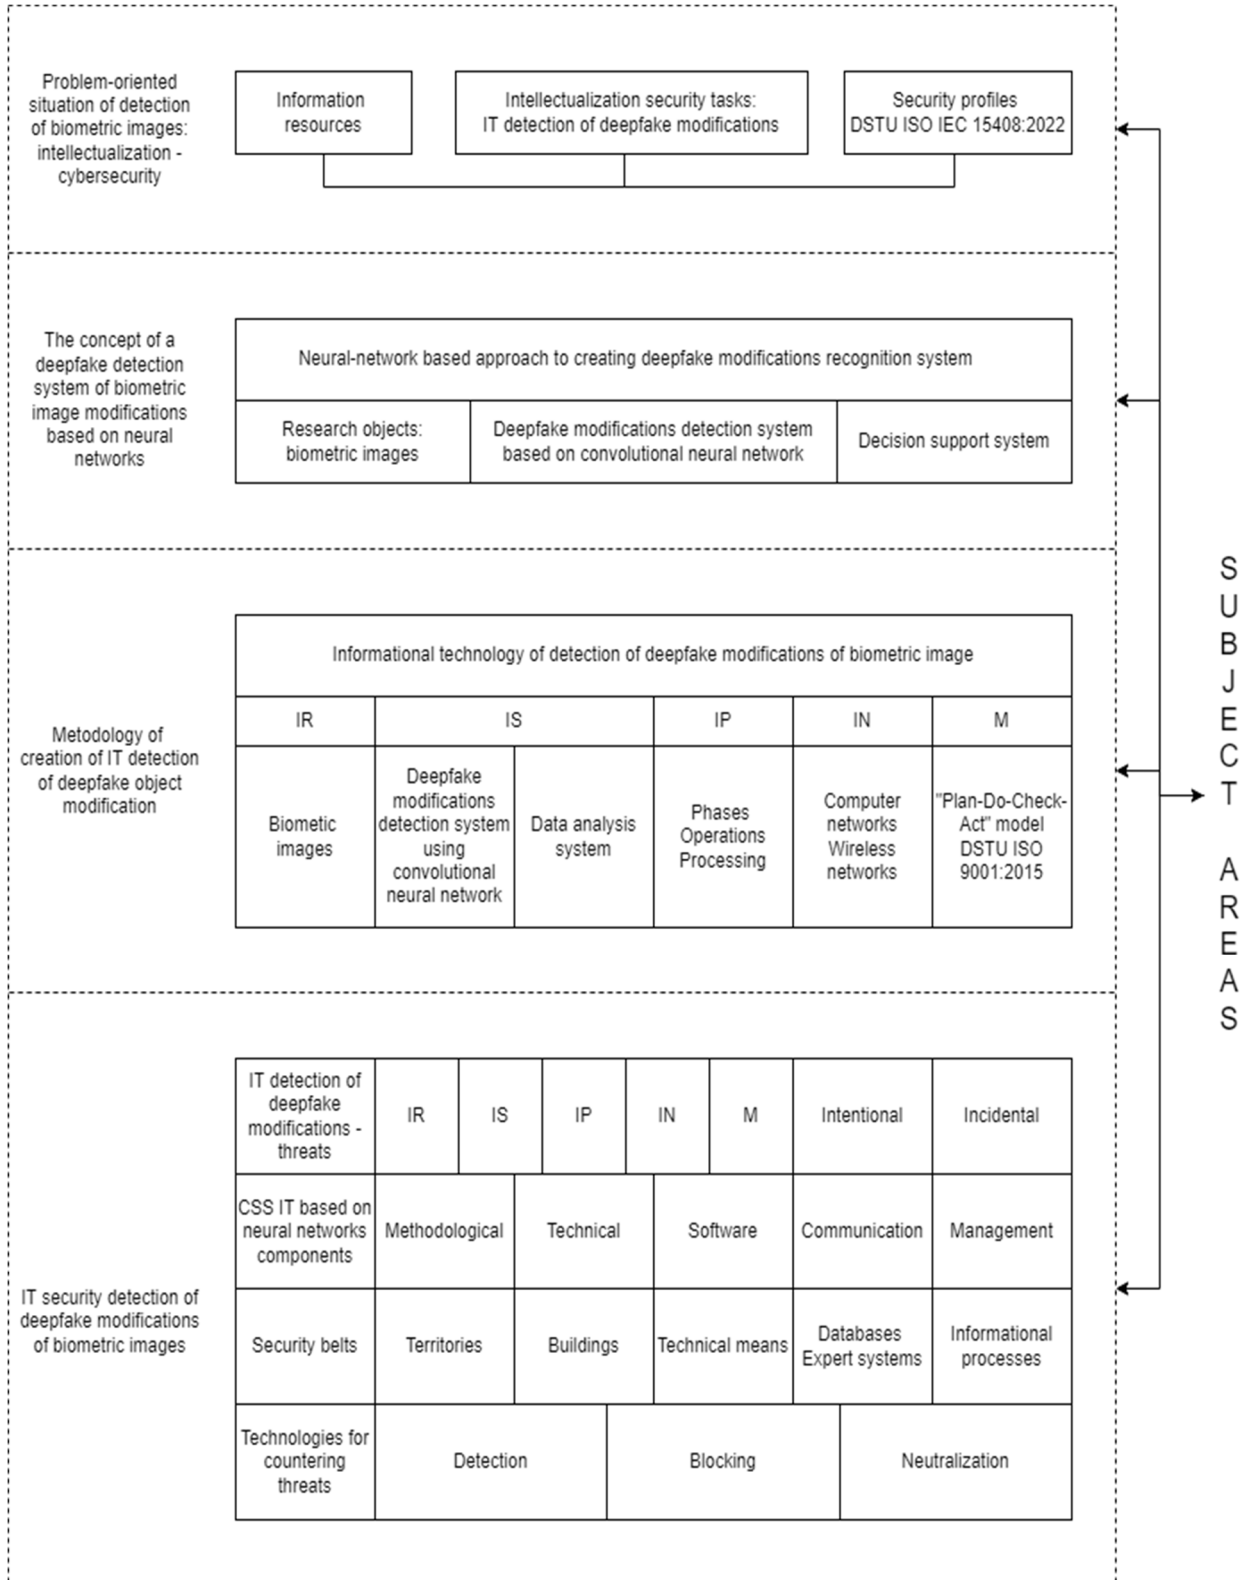 Problem-oriented
situation of detection
of biometric images:
intellectualization -
cybersecurity
Information
resources
Intellectualization security tasks:
IT detection of deepfake modifications
Security profiles
DSTU ISO IEC 15408:2022
The concept of a
deepfake detection
system of biometric
image modifications
based on neural
networks
Neural-network based approach to creating deepfake modifications recognition system
Research objects:
biometric images
Deepfake modifications detection system
based on convolutional neural network
Decision support system
Metodology of
creation of IT detection
of deepfake object
modification
Informational technology of detection of deepfake modifications of biometric image
IR
IS
IP
IN
M
Biometic
images
Deepfake
modifications
detection system
using
convolutional
neural network
Data analysis
system
Phases
Operations
Processing
Computer
networks
Wireless
networks
"Plan-Do-Check-
Act" model
DSTU ISO
9001:2015
IT security detection of
deepfake modifications
of biometric images
IT detection of
deepfake
modifications -
threats
IR
IS
IP
IN
M
Intentional
Incidental
CSS IT based on
neural networks
components
Methodological
Technical
Software
Communication
Management
Security belts
Territories
Buildings
Technical means
Databases
Expert systems
Informational
processes
Technologies for
countering
threats
Detection
Blocking
Neutralization
SUBJECT AREAS